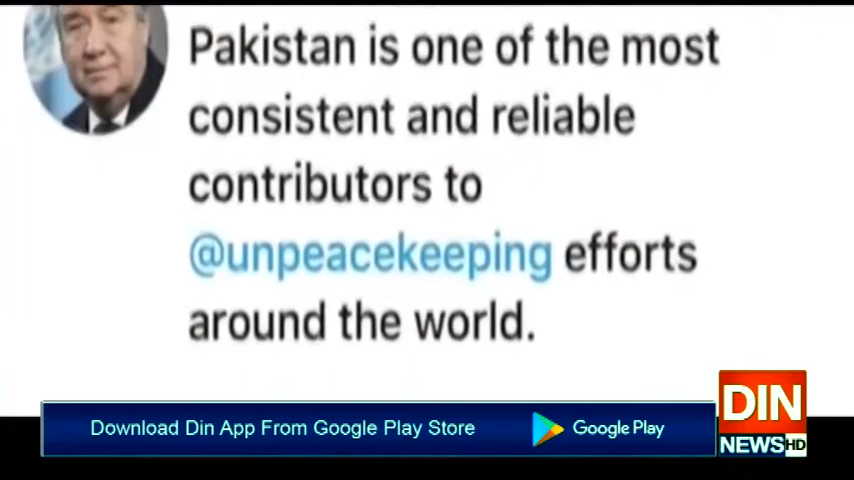 Pakistan is one of the most
consistent and reliable
contributors to
@unpeacekeeping efforts
around the world.
Download Din App From Google Play Store
Google Play
DIN
NEWS HD